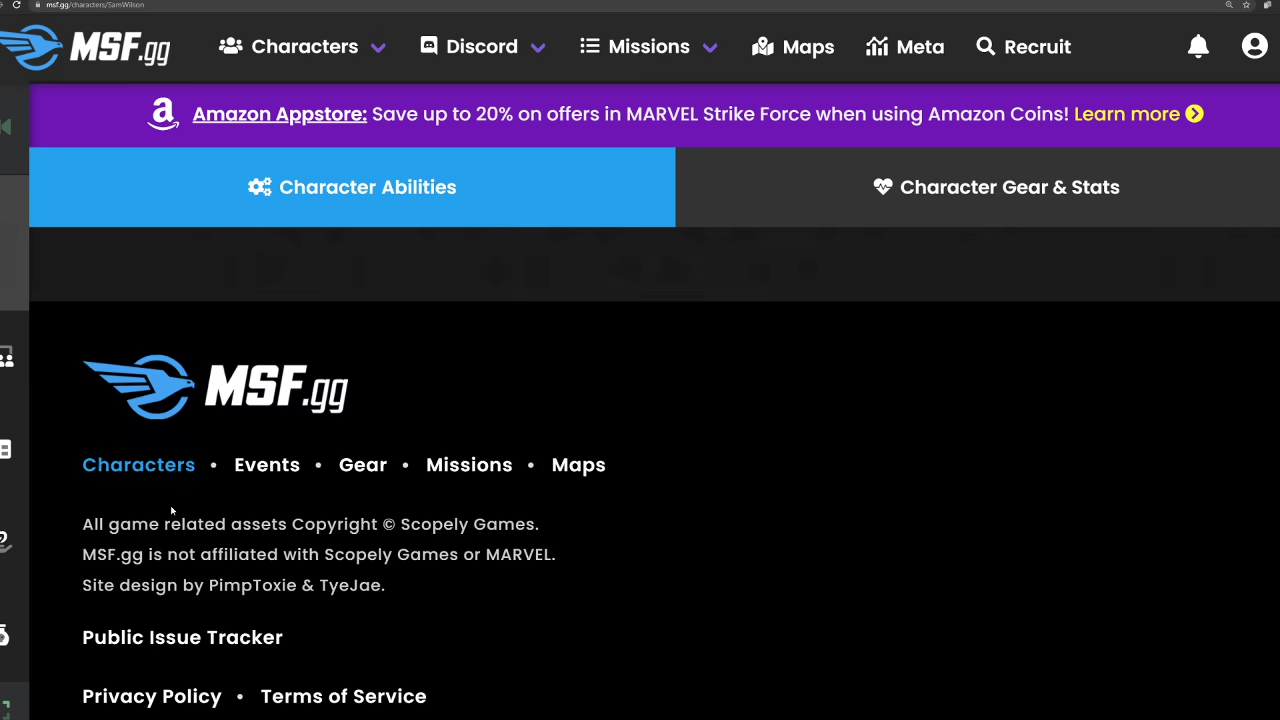 msf.gg/characters/SamWilson
MSF.gg Characters Discord Missions Maps Meta Recruit
Amazon Appstore: Save up to 20% on offers in MARVEL Strike Force when using Amazon Coins! Learn more
Character Abilities Character Gear & Stats
MSF.gg
Characters • Events • Gear • Missions • Maps
All game related assets Copyright © Scopely Games.
MSF.gg is not affiliated with Scopely Games or MARVEL.
Site design by PimpToxie & TyeJae.
Public Issue Tracker
Privacy Policy • Terms of Service